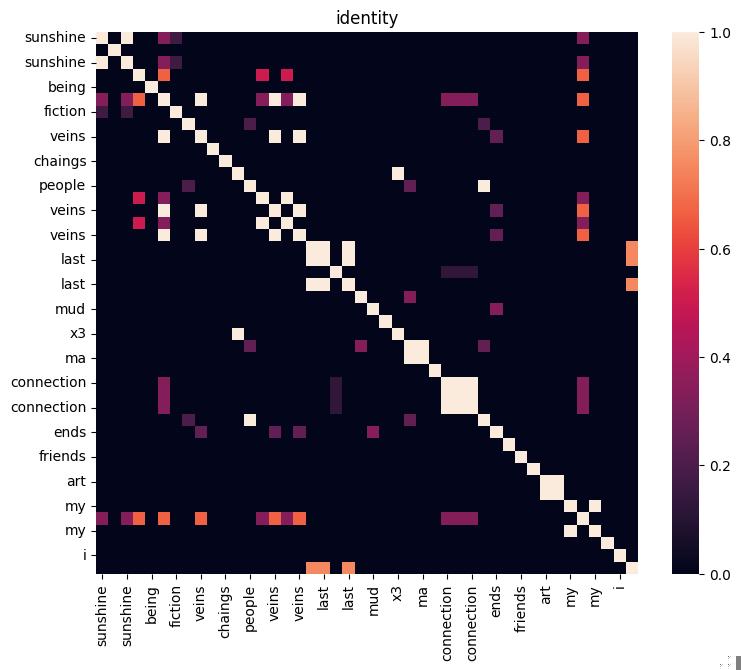 identity
sunshine
sunshine
being
fiction
veins
chaings
people
veins
veins
last
last
mud
x3
ma
connection
connection
ends
friends
art
my
my
i
1.0
0.8
0.6
0.4
0.2
0.0
sunshine
sunshine
being
fiction
veins
chaings
people
veins
veins
last
last
mud
x3
ma
connection
connection
ends
friends
art
my
my
i